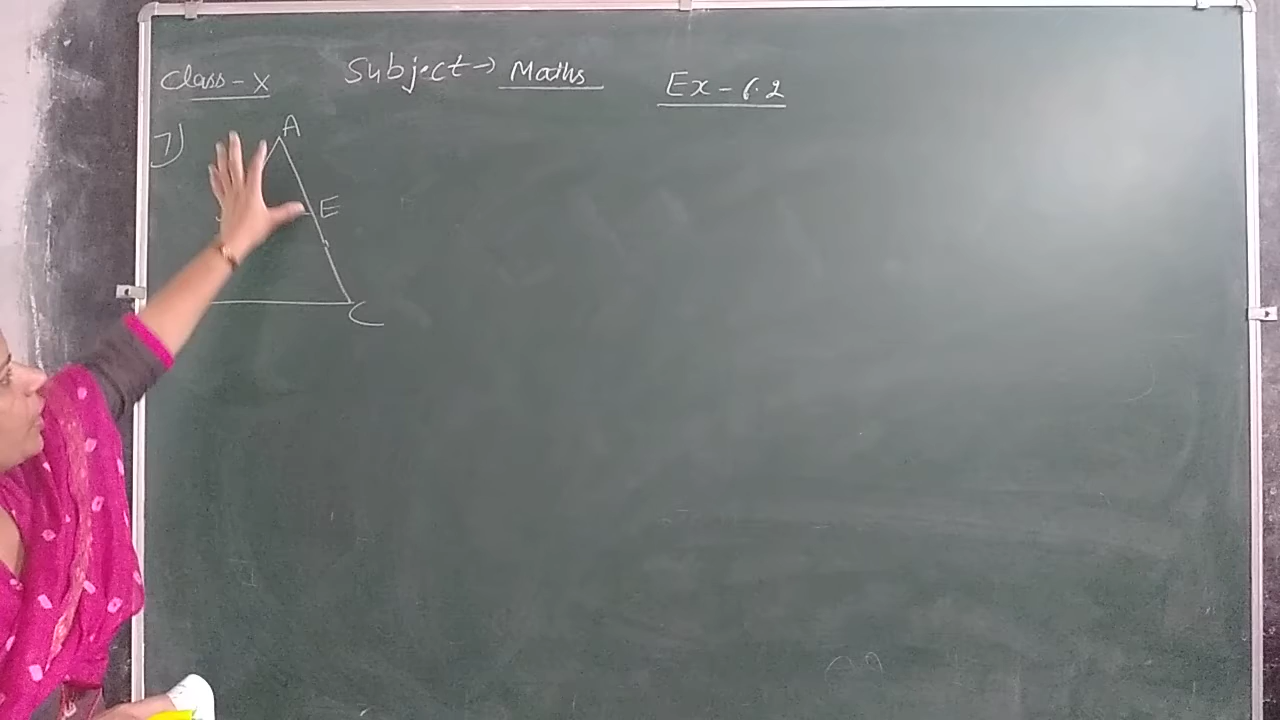 Class - X Subject → Maths Ex - 6.2
7)
A
E
C